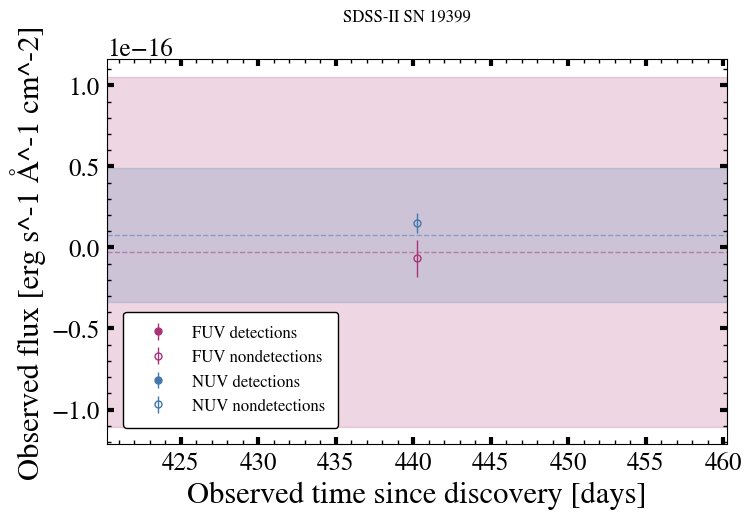 SDSS-II SN 19399
1e−16
1.0
0.5
0.0
−0.5
−1.0
Observed flux [erg s^-1 Å^-1 cm^-2]
FUV detections
FUV nondetections
NUV detections
NUV nondetections
425 430 435 440 445 450 455 460
Observed time since discovery [days]